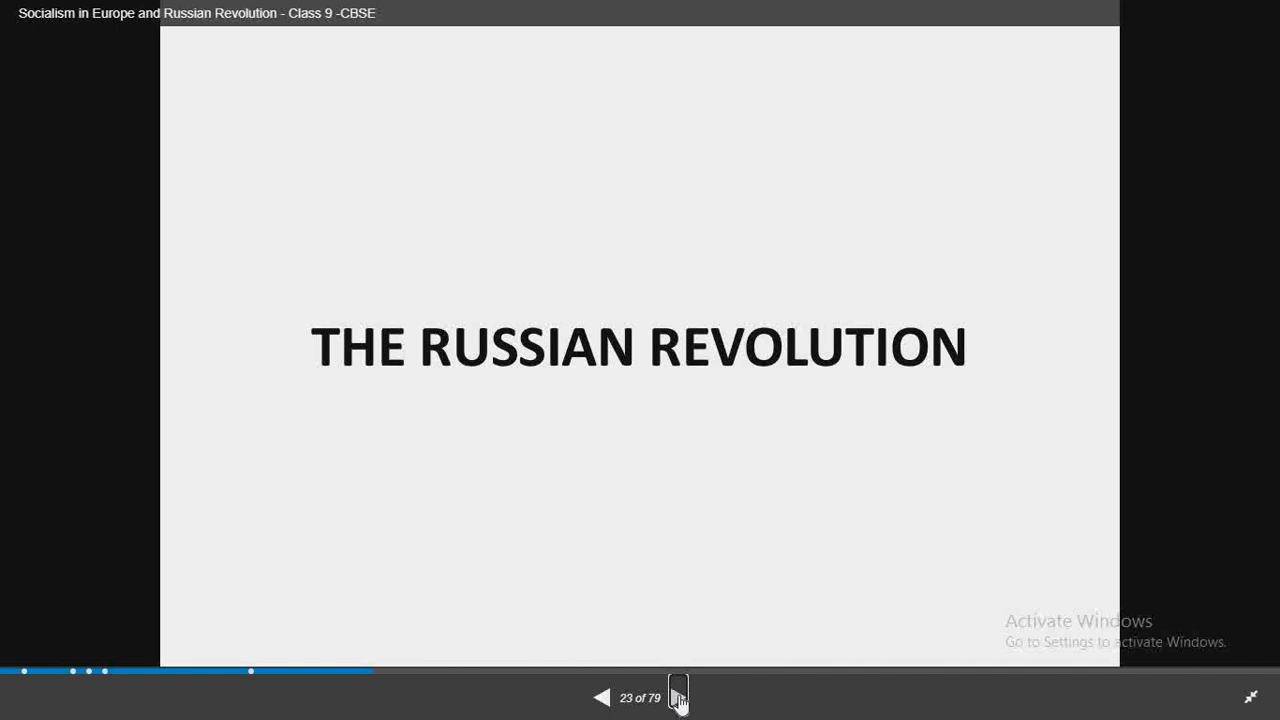 Socialism in Europe and Russian Revolution - Class 9 -CBSE
THE RUSSIAN REVOLUTION
Activate Windows
Go to Settings to activate Windows.
23 of 79